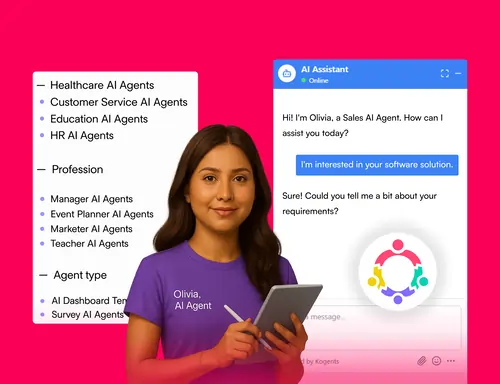 — Healthcare AI Agents
Customer Service AI Agents
Education AI Agents
HR AI Agents
— Profession
Manager AI Agents
Event Planner AI Agents
Marketer AI Agents
Teacher AI Agents
— Agent type
AI Dashboard
Survey AI Agents
Olivia,
AI Agent
AI Assistant
Online
Hi! I'm Olivia, a Sales AI Agent. How can
assist you today?
I'm interested in your software solution.
Sure! Could you tell me a bit about your
requirements?
message...
by Kogents